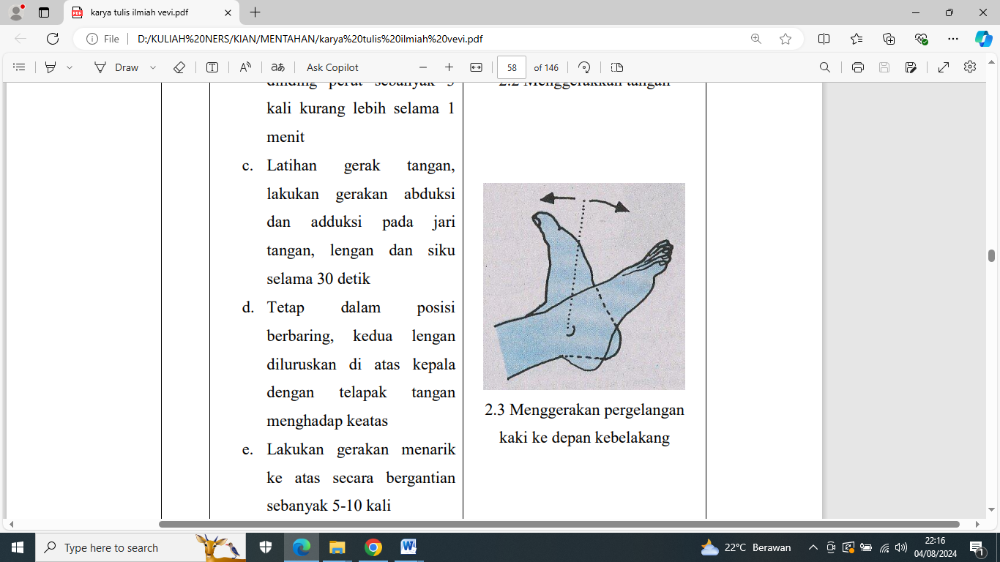 karya tulis ilmiah vevi.pdf
File
D:/KULIAH%20NERS/KIAN/MENTAHAN/karya%20tulis%20ilmiah%20vevi.pdf
Draw
Ask Copilot
58
of 146
dinding perut sebanyak
kali kurang lebih selama 1
menit
c. Latihan gerak tangan,
lakukan gerakan abduksi
dan adduksi pada jari
tangan, lengan dan siku
selama 30 detik
d. Tetap dalam posisi
berbaring, kedua lengan
diluruskan di atas kepala
dengan telapak tangan
menghadap keatas
e. Lakukan gerakan menarik
ke atas secara bergantian
sebanyak 5-10 kali
2.2 Menggerakkan tangan
2.3 Menggerakan pergelangan
kaki ke depan kebelakang
Type here to search
22°C Berawan
22:16
04/08/2024
1